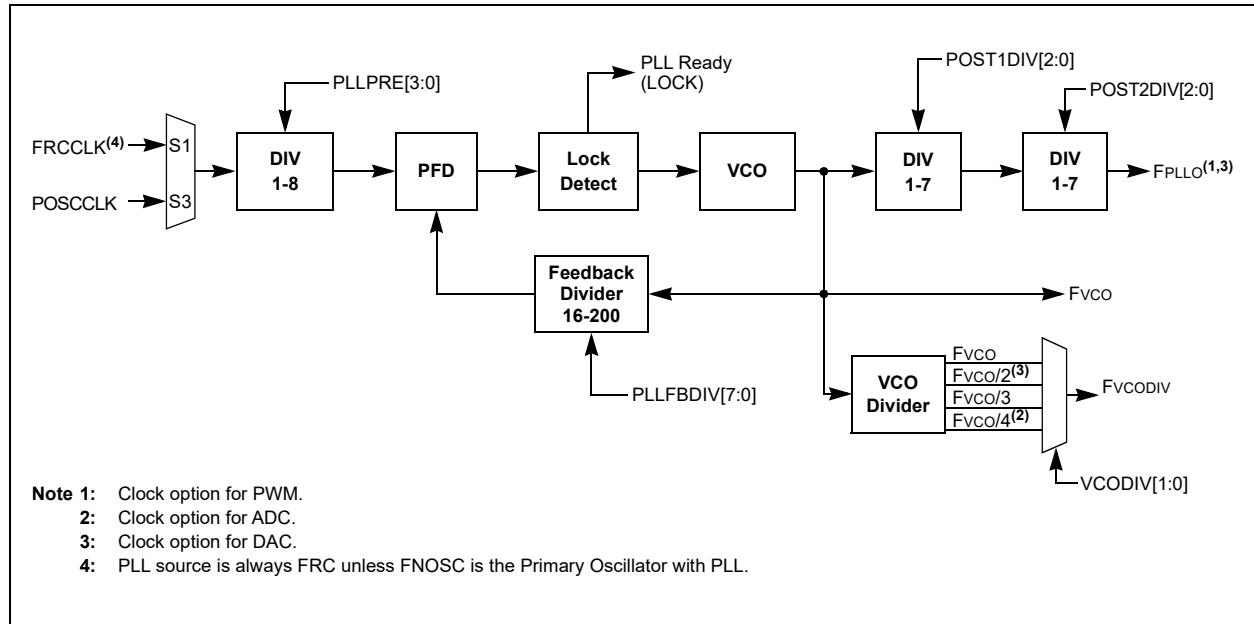 PLLPRE[3:0]
PLL Ready
(LOCK)
POST1DIV[2:0]
POST2DIV[2:0]
FRCCLK(4)
S1
POSCCLK
S3
DIV
1-8
PFD
Lock
Detect
VCO
DIV
1-7
DIV
1-7
FPLLO(1,3)
Feedback
Divider
16-200
FVCO
PLLFBDIV[7:0]
VCO
Divider
FVCO
FVCO/2(3)
FVCO/3
FVCO/4(2)
FVCODIV
VCODIV[1:0]
Note 1: Clock option for PWM.
2: Clock option for ADC.
3: Clock option for DAC.
4: PLL source is always FRC unless FNOSC is the Primary Oscillator with PLL.